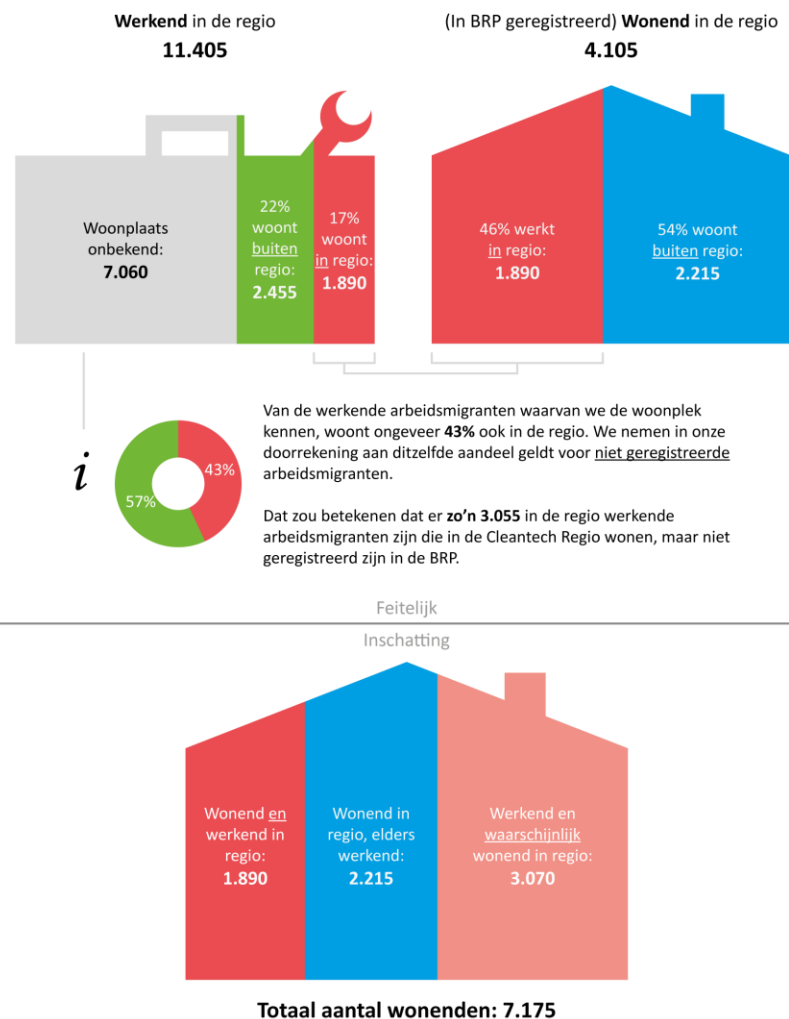 Werkend in de regio
11.405
(In BRP geregistreerd) Wonend in de regio
4.105
Woonplaats
onbekend:
7.060
22%
woont
buiten
regio:
2.455
17%
woont
in regio:
1.890
46% werkt
in regio:
1.890
54% woont
buiten regio:
2.215
i
43%
57%
Van de werkende arbeidsmigranten waarvan we de woonplek
kennen, woont ongeveer 43% ook in de regio. We nemen in onze
doorrekening aan ditzelfde aandeel geldt voor niet geregistreerde
arbeidsmigranten.
Dat zou betekenen dat er zo'n 3.055 in de regio werkende
arbeidsmigranten zijn die in de Cleantech Regio wonen, maar niet
geregistreerd zijn in de BRP.
Feitelijk
Inschatting
Wonend en
werkend in
regio:
1.890
Wonend in
regio, elders
werkend:
2.215
Werkend en
waarschijnlijk
wonend in regio:
3.070
Totaal aantal wonenden: 7.175